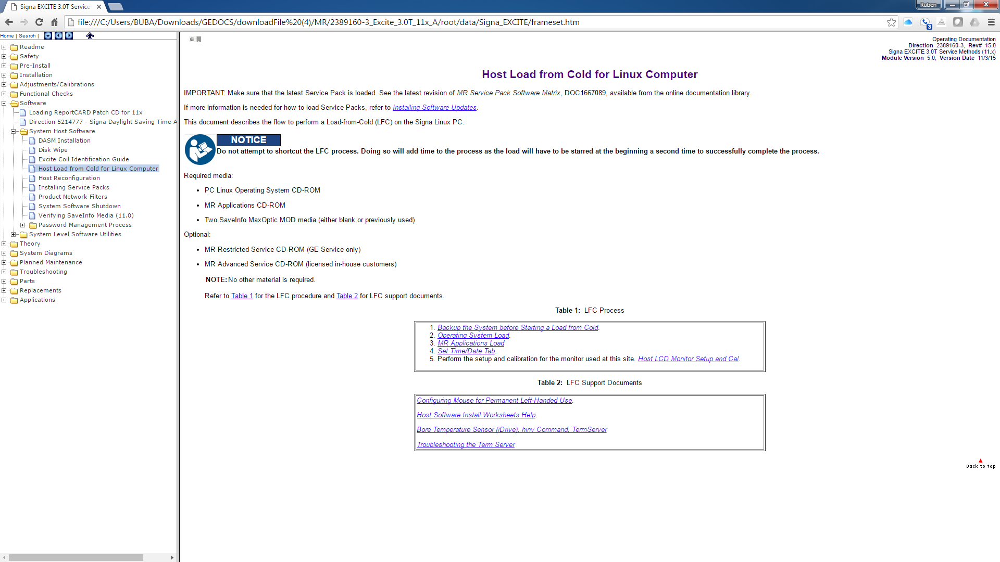 Signa EXCITE 3.0T Service
Ruben
file:///C:/Users/BUBA/Downloads/GEDOCS/downloadFile%20(4)/MR/2389160-3_Excite_3.0T_11x_A/root/data/Signa_EXCITE/frameset.htm
3
Home | Search |
Readme
Safety
Pre-Install
Installation
Adjustments/Calibrations
Functional Checks
Software
Loading ReportCARD Patch CD for 11x
Direction 5214777 - Signa Daylight Saving Time A
System Host Software
DASM Installation
Disk Wipe
Excite Coil Identification Guide
Host Load from Cold for Linux Computer
Host Reconfiguration
Installing Service Packs
Product Network Filters
System Software Shutdown
Verifying SaveInfo Media (11.0)
Password Management Process
System Level Software Utilities
Theory
System Diagrams
Planned Maintenance
Troubleshooting
Parts
Replacements
Applications
Operating Documentation
Direction 2389160-3, Rev# 15.0
Signa EXCITE 3.0T Service Methods (11.x)
Module Version 5.0, Version Date 11/3/15
Host Load from Cold for Linux Computer
IMPORTANT: Make sure that the latest Service Pack is loaded. See the latest revision of MR Service Pack Software Matrix, DOC1667089, available from the online documentation library.
If more information is needed for how to load Service Packs, refer to Installing Software Updates.
This document describes the flow to perform a Load-from-Cold (LFC) on the Signa Linux PC.
NOTICE
Do not attempt to shortcut the LFC process. Doing so will add time to the process as the load will have to be starred at the beginning a second time to successfully complete the process.
Required media:
• PC Linux Operating System CD-ROM
• MR Applications CD-ROM
• Two SaveInfo MaxOptic MOD media (either blank or previously used)
Optional:
• MR Restricted Service CD-ROM (GE Service only)
• MR Advanced Service CD-ROM (licensed in-house customers)
NOTE: No other material is required.
Refer to Table 1 for the LFC procedure and Table 2 for LFC support documents.
Table 1: LFC Process
1. Backup the System before Starting a Load from Cold.
2. Operating System Load.
3. MR Applications Load
4. Set Time/Date Tab.
5. Perform the setup and calibration for the monitor used at this site. Host LCD Monitor Setup and Cal.
Table 2: LFC Support Documents
Configuring Mouse for Permanent Left-Handed Use.
Host Software Install Worksheets Help.
Bore Temperature Sensor (iDrive), hinv Command, TermServer
Troubleshooting the Term Server
Back to top